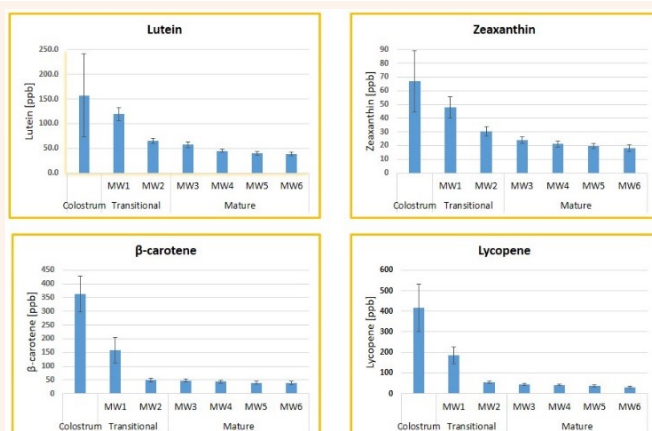 Lutein
Lutein [ppb]
250.0
200.0
150.0
100.0
50.0
0.0
MW1 MW2 MW3 MW4 MW5 MW6
Colostrum Transitional Mature
Zeaxanthin
Zeaxanthin [ppb]
90
80
70
60
50
40
30
20
10
0
MW1 MW2 MW3 MW4 MW5 MW6
Colostrum Transitional Mature
β-carotene
β-carotene [ppb]
450
400
350
300
250
200
150
100
50
0
MW1 MW2 MW3 MW4 MW5 MW6
Colostrum Transitional Mature
Lycopene
Lycopene [ppb]
600
500
400
300
200
100
0
MW1 MW2 MW3 MW4 MW5 MW6
Colostrum Transitional Mature